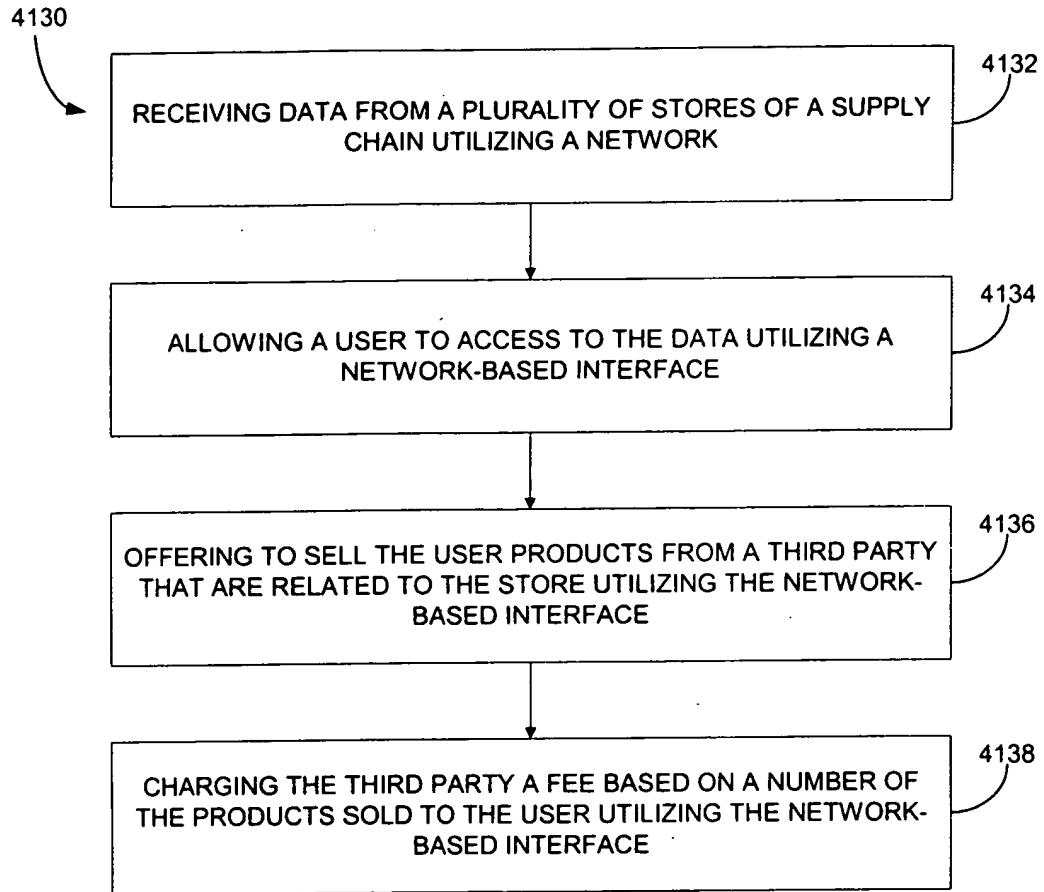 4130
4132
RECEIVING DATA FROM A PLURALITY OF STORES OF A SUPPLY
CHAIN UTILIZING A NETWORK
4134
ALLOWING A USER TO ACCESS TO THE DATA UTILIZING A
NETWORK-BASED INTERFACE
4136
OFFERING TO SELL THE USER PRODUCTS FROM A THIRD PARTY
THAT ARE RELATED TO THE STORE UTILIZING THE NETWORK-
BASED INTERFACE
4138
CHARGING THE THIRD PARTY A FEE BASED ON A NUMBER OF
THE PRODUCTS SOLD TO THE USER UTILIZING THE NETWORK-
BASED INTERFACE